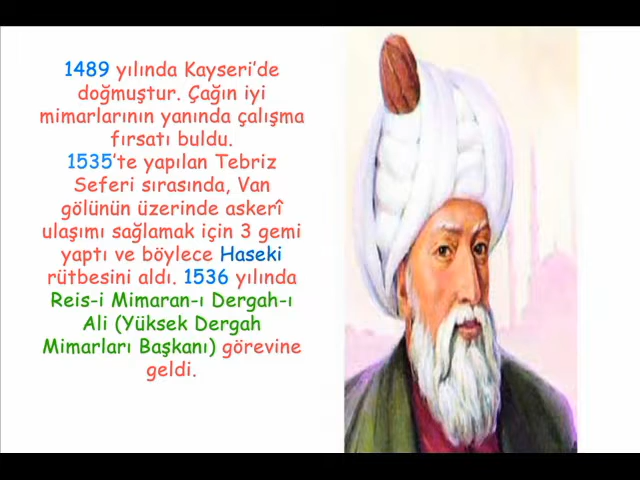 1489 yılında Kayseri’de
doğmuştur. Çağın iyi
mimarlarının yanında çalışma
fırsatı buldu.
1535’te yapılan Tebriz
Seferi sırasında, Van
gölünün üzerinde askerî
ulaşımı sağlamak için 3 gemi
yaptı ve böylece Haseki
rütbesini aldı. 1536 yılında
Reis-i Mimaran-ı Dergah-ı
Ali (Yüksek Dergah
Mimarları Başkanı) görevine
geldi.